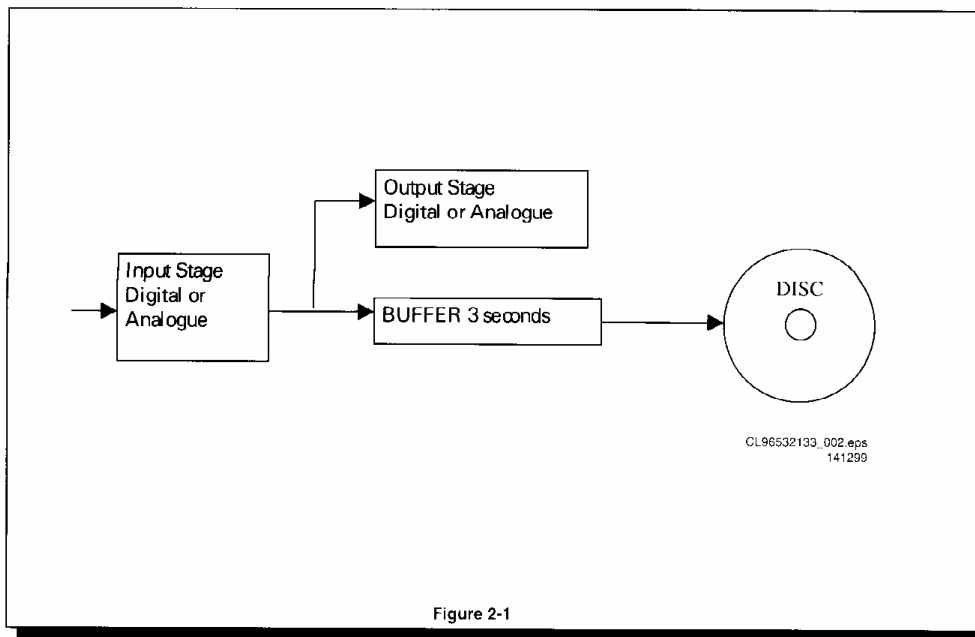 Output Stage
Digital or Analogue
Input Stage
Digital or
Analogue
BUFFER 3 seconds
DISC
CL96532133_002.eps
141299
Figure 2-1